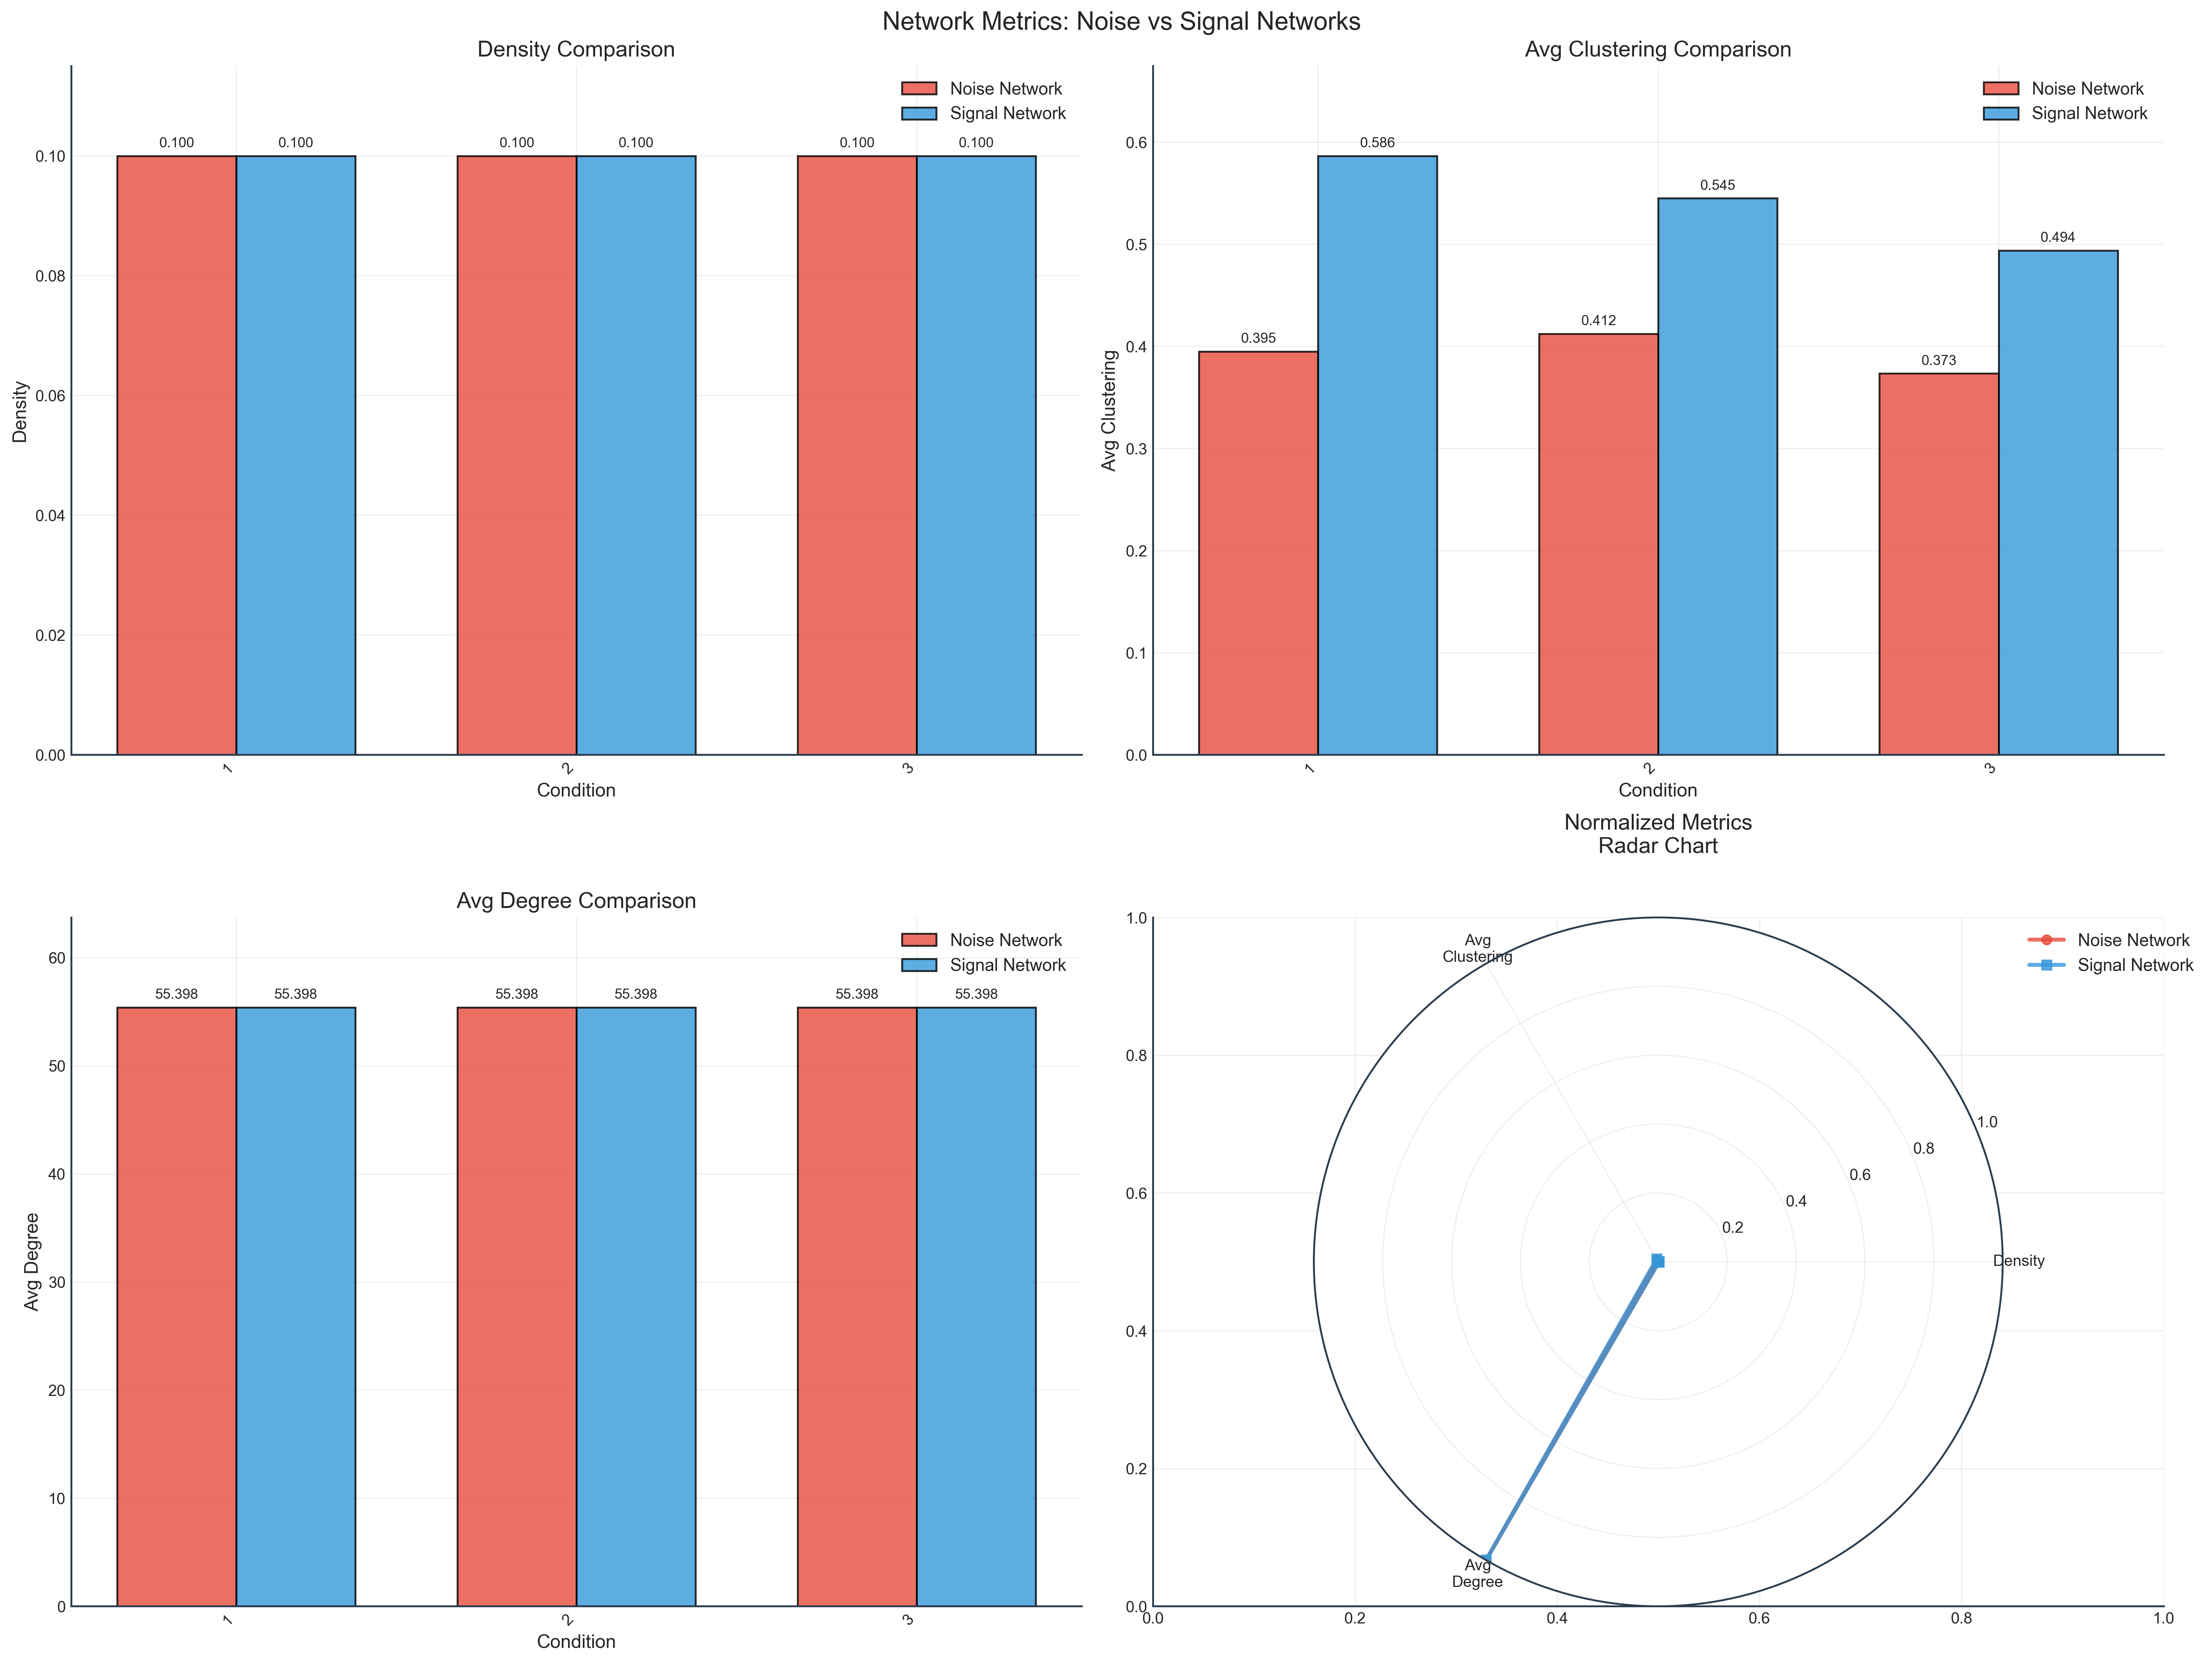 Network Metrics: Noise vs Signal Networks
Density Comparison
Noise Network
Signal Network
0.100
0.100
0.100
0.100
0.100
0.100
0.10
0.08
0.06
0.04
0.02
0.00
Density
1
2
3
Condition
Avg Clustering Comparison
Noise Network
Signal Network
0.6
0.5
0.4
0.3
0.2
0.1
0.0
0.395
0.586
0.412
0.545
0.373
0.494
Avg Clustering
1
2
3
Condition
Avg Degree Comparison
Noise Network
Signal Network
60
50
40
30
20
10
0
55.398
55.398
55.398
55.398
55.398
55.398
Avg Degree
1
2
3
Condition
Normalized Metrics
Radar Chart
Noise Network
Signal Network
1.0
0.8
0.6
0.4
0.2
0.0
Avg
Clustering
1.0
0.8
0.6
0.4
0.2
Density
Avg
Degree
0.0
0.2
0.4
0.6
0.8
1.0